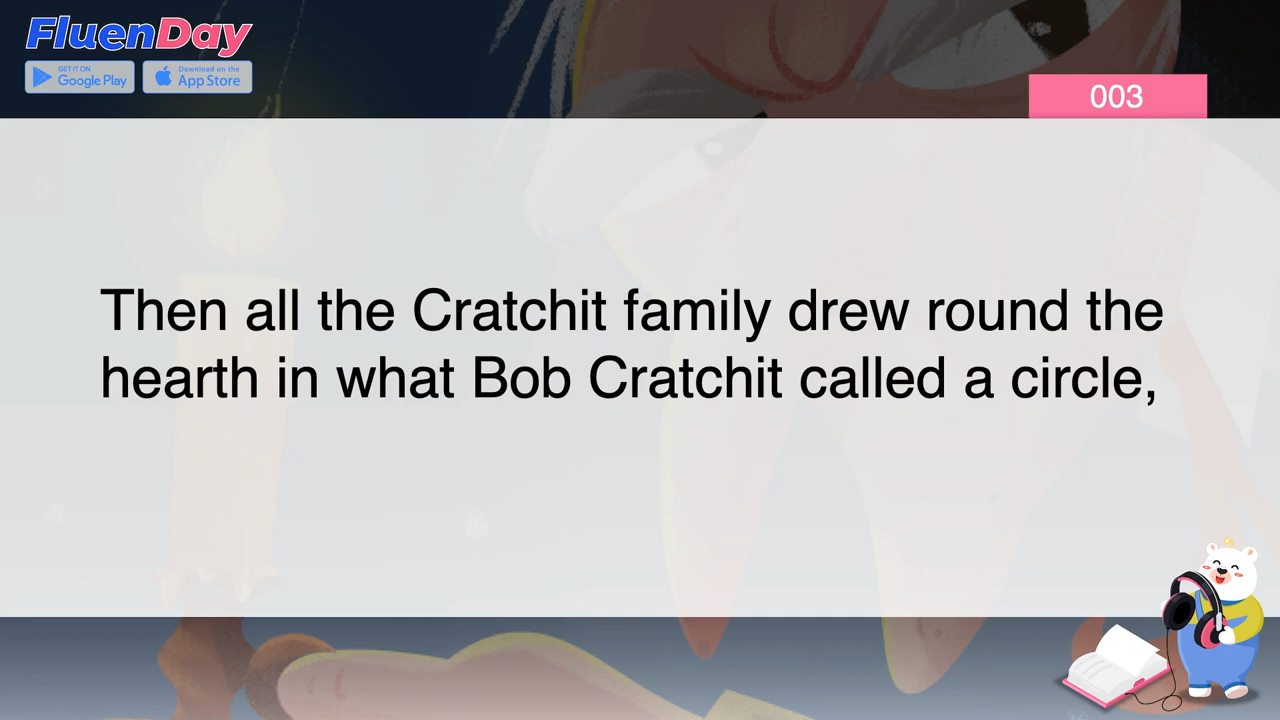 FluenDay
GET IT ON
Google Play
Download on the
App Store
003
Then all the Cratchit family drew round the
hearth in what Bob Cratchit called a circle,